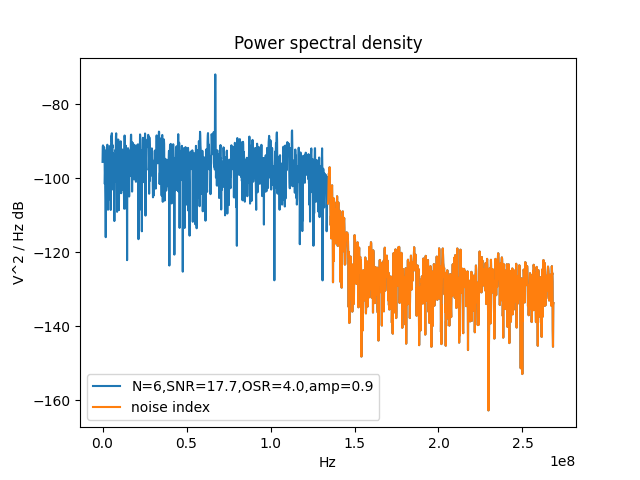 Power spectral density
V^2 / Hz dB
−80
−100
−120
−140
−160
N=6,SNR=17.7,OSR=4.0,amp=0.9
noise index
0.0 0.5 1.0 1.5 2.0 2.5
1e8
Hz